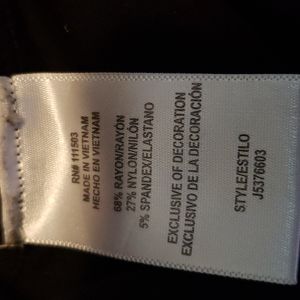 RN# 111503
MADE IN VIETNAM
HECHO EN VIETNAM
68% RAYON/RAYÓN
27% NYLON/NILÓN
5% SPANDEX/ELASTANO
EXCLUSIVE OF DECORATION
EXCLUSIVO DE LA DECORACIÓN
STYLE/ESTILO
J5376603